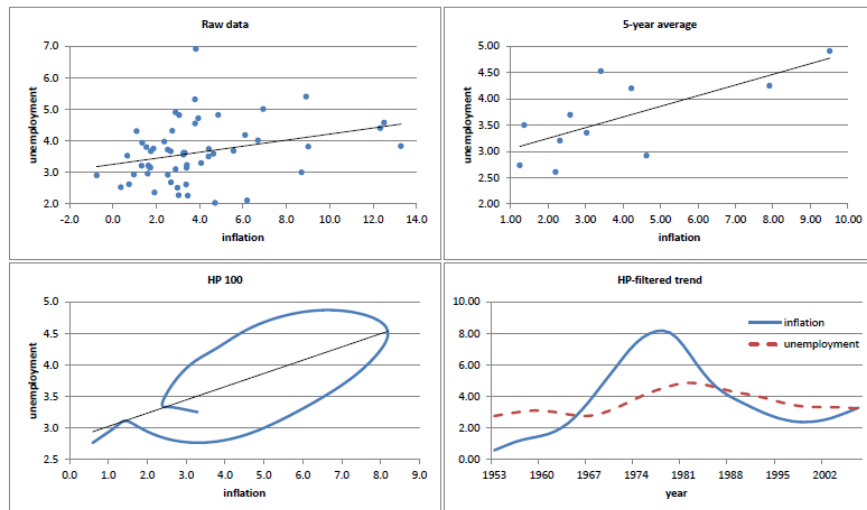 Raw data
unemployment
7.0
6.0
5.0
4.0
3.0
2.0
-2.0 0.0 2.0 4.0 6.0 8.0 10.0 12.0 14.0
inflation
5-year average
unemployment
5.00
4.50
4.00
3.50
3.00
2.50
2.00
1.00 2.00 3.00 4.00 5.00 6.00 7.00 8.00 9.00 10.00
inflation
HP 100
unemployment
5.0
4.5
4.0
3.5
3.0
2.5
0.0 1.0 2.0 3.0 4.0 5.0 6.0 7.0 8.0 9.0
inflation
HP-filtered trend
10.00
8.00
6.00
4.00
2.00
0.00
inflation
unemployment
1953 1960 1967 1974 1981 1988 1995 2002
year